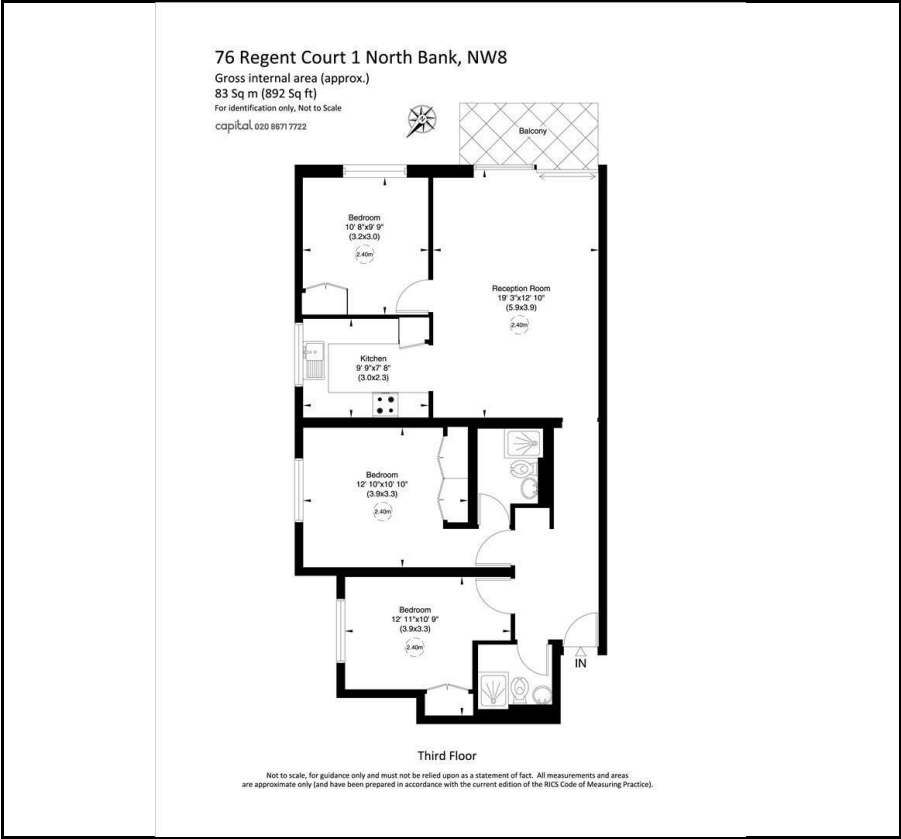 76 Regent Court 1 North Bank, NW8
Gross internal area (approx.)
83 Sq m (892 Sq ft)
For identification only, Not to Scale
capital 020 8671 7722
N
Balcony
Bedroom
10' 8"x9' 9"
(3.2x3.0)
2.40m
Reception Room
19' 3"x12' 10"
(5.9x3.9)
2.40m
Kitchen
9' 9"x7' 8"
(3.0x2.3)
Bedroom
12' 10"x10' 10"
(3.9x3.3)
2.40m
Bedroom
12' 11"x10' 9"
(3.9x3.3)
2.40m
IN
Third Floor
Not to scale, for guidance only and must not be relied upon as a statement of fact. All measurements and areas
are approximate only (and have been prepared in accordance with the current edition of the RICS Code of Measuring Practice).